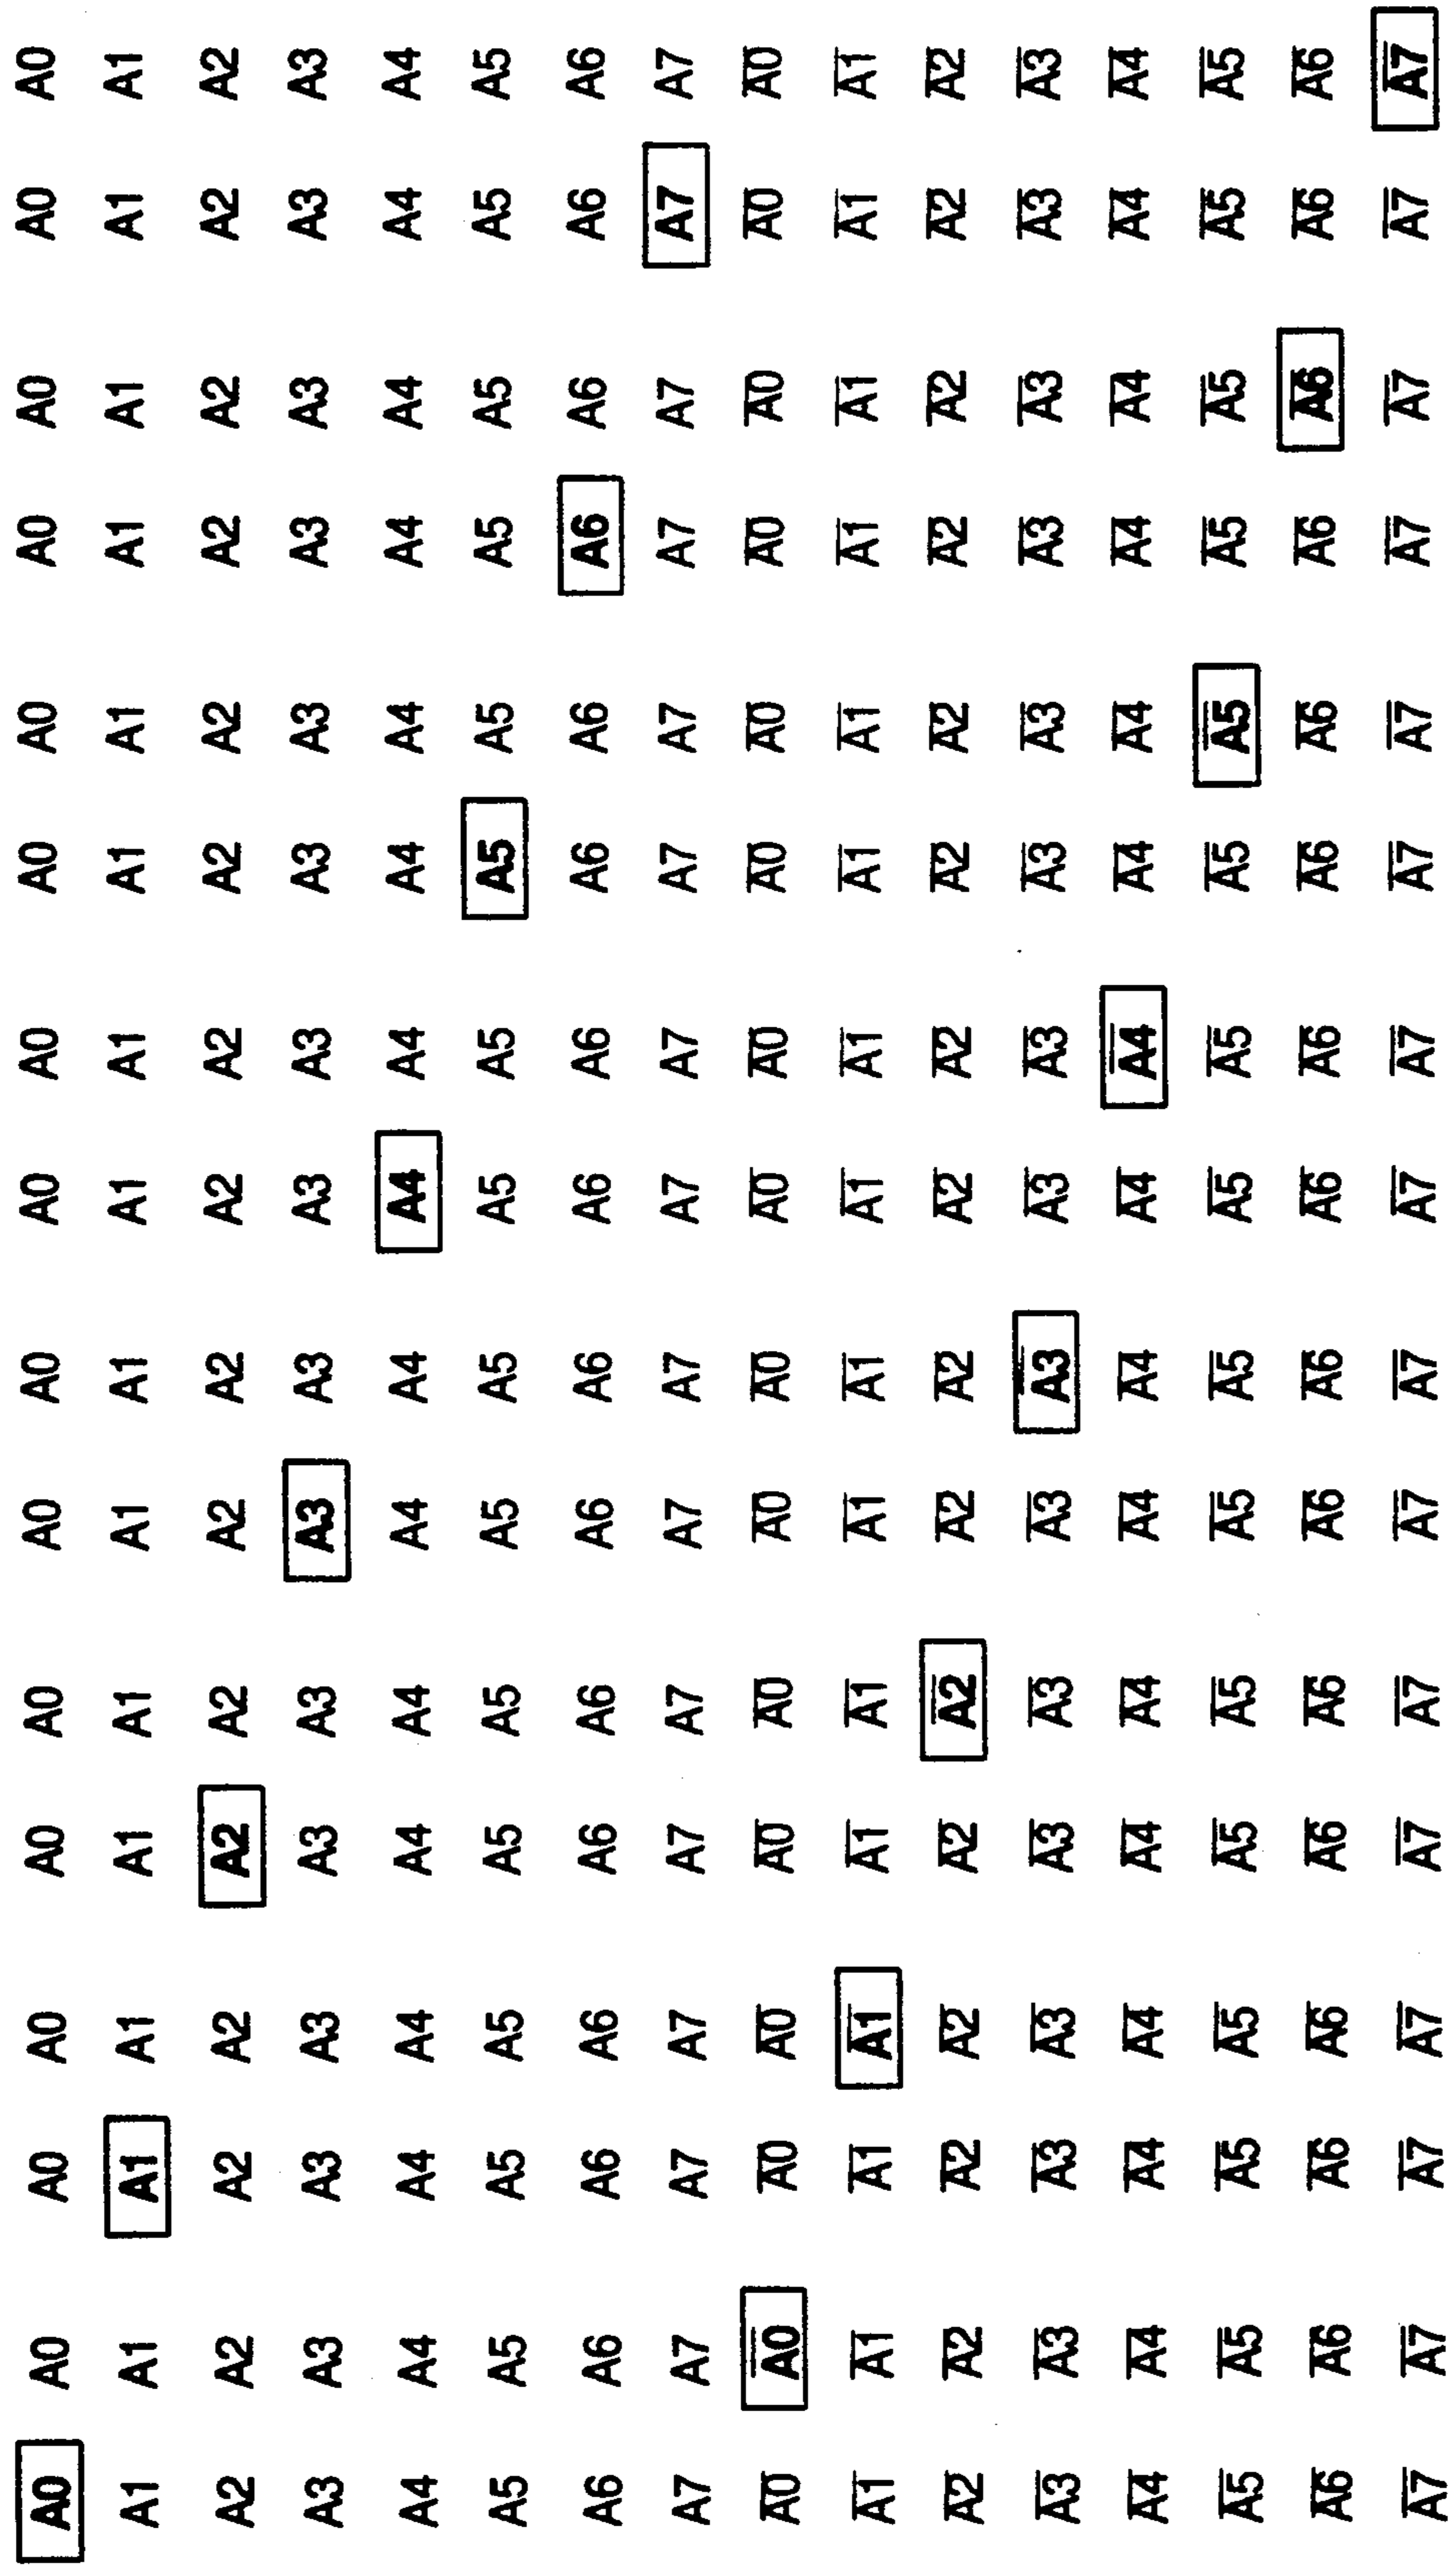 A0 A0 A0 A0 A0 A0 A0 A0 A0 A0 A0 A0 A0 A0 A0 A0
A1 A1 A1 A1 A1 A1 A1 A1 A1 A1 A1 A1 A1 A1 A1 A1
A2 A2 A2 A2 A2 A2 A2 A2 A2 A2 A2 A2 A2 A2 A2 A2
A3 A3 A3 A3 A3 A3 A3 A3 A3 A3 A3 A3 A3 A3 A3 A3
A4 A4 A4 A4 A4 A4 A4 A4 A4 A4 A4 A4 A4 A4 A4 A4
A5 A5 A5 A5 A5 A5 A5 A5 A5 A5 A5 A5 A5 A5 A5 A5
A6 A6 A6 A6 A6 A6 A6 A6 A6 A6 A6 A6 A6 A6 A6 A6
A7 A7 A7 A7 A7 A7 A7 A7 A7 A7 A7 A7 A7 A7 A7 A7
A̅0̅ A̅0̅ A̅0̅ A̅0̅ A̅0̅ A̅0̅ A̅0̅ A̅0̅ A̅0̅ A̅0̅ A̅0̅ A̅0̅ A̅0̅ A̅0̅ A̅0̅ A̅0̅
A̅1̅ A̅1̅ A̅1̅ A̅1̅ A̅1̅ A̅1̅ A̅1̅ A̅1̅ A̅1̅ A̅1̅ A̅1̅ A̅1̅ A̅1̅ A̅1̅ A̅1̅ A̅1̅
A̅2̅ A̅2̅ A̅2̅ A̅2̅ A̅2̅ A̅2̅ A̅2̅ A̅2̅ A̅2̅ A̅2̅ A̅2̅ A̅2̅ A̅2̅ A̅2̅ A̅2̅ A̅2̅
A̅3̅ A̅3̅ A̅3̅ A̅3̅ A̅3̅ A̅3̅ A̅3̅ A̅3̅ A̅3̅ A̅3̅ A̅3̅ A̅3̅ A̅3̅ A̅3̅ A̅3̅ A̅3̅
A̅4̅ A̅4̅ A̅4̅ A̅4̅ A̅4̅ A̅4̅ A̅4̅ A̅4̅ A̅4̅ A̅4̅ A̅4̅ A̅4̅ A̅4̅ A̅4̅ A̅4̅ A̅4̅
A̅5̅ A̅5̅ A̅5̅ A̅5̅ A̅5̅ A̅5̅ A̅5̅ A̅5̅ A̅5̅ A̅5̅ A̅5̅ A̅5̅ A̅5̅ A̅5̅ A̅5̅ A̅5̅
A̅6̅ A̅6̅ A̅6̅ A̅6̅ A̅6̅ A̅6̅ A̅6̅ A̅6̅ A̅6̅ A̅6̅ A̅6̅ A̅6̅ A̅6̅ A̅6̅ A̅6̅ A̅6̅
A̅7̅ A̅7̅ A̅7̅ A̅7̅ A̅7̅ A̅7̅ A̅7̅ A̅7̅ A̅7̅ A̅7̅ A̅7̅ A̅7̅ A̅7̅ A̅7̅ A̅7̅ A̅7̅